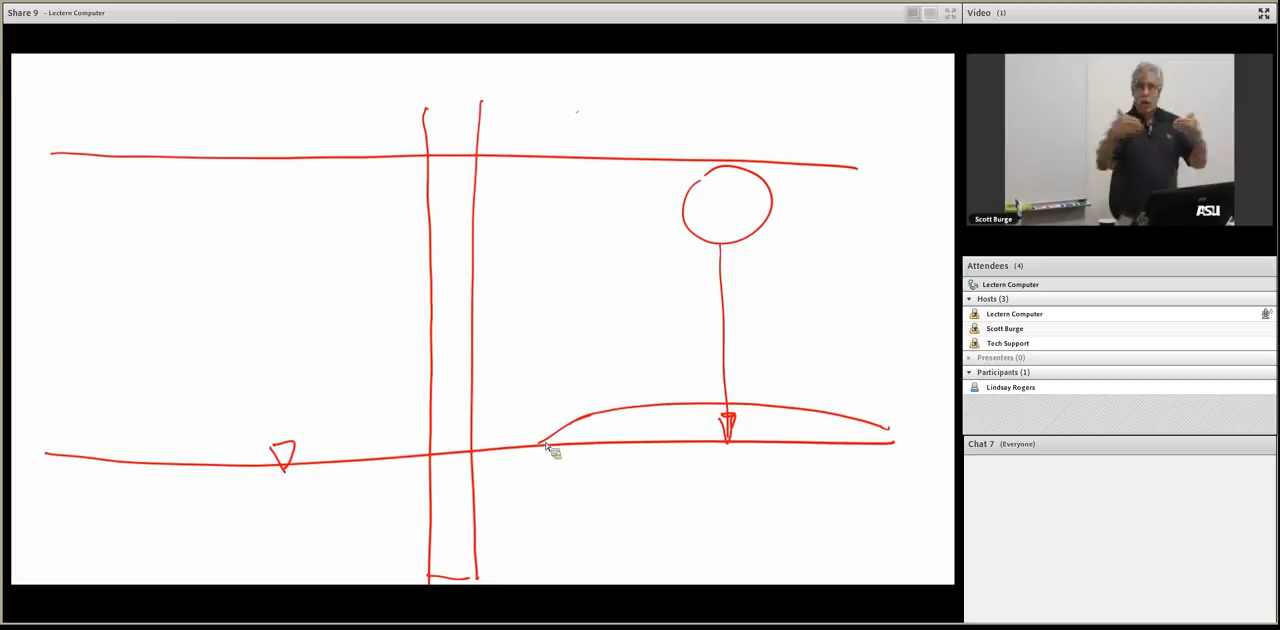 Share 9 - Lectern Computer
Video (1)
ASU
Scott Burge
Attendees (4)
Lectern Computer
Hosts (3)
Lectern Computer
Scott Burge
Tech Support
Presenters (0)
Participants (1)
Lindsay Rogers
Chat 7 (Everyone)